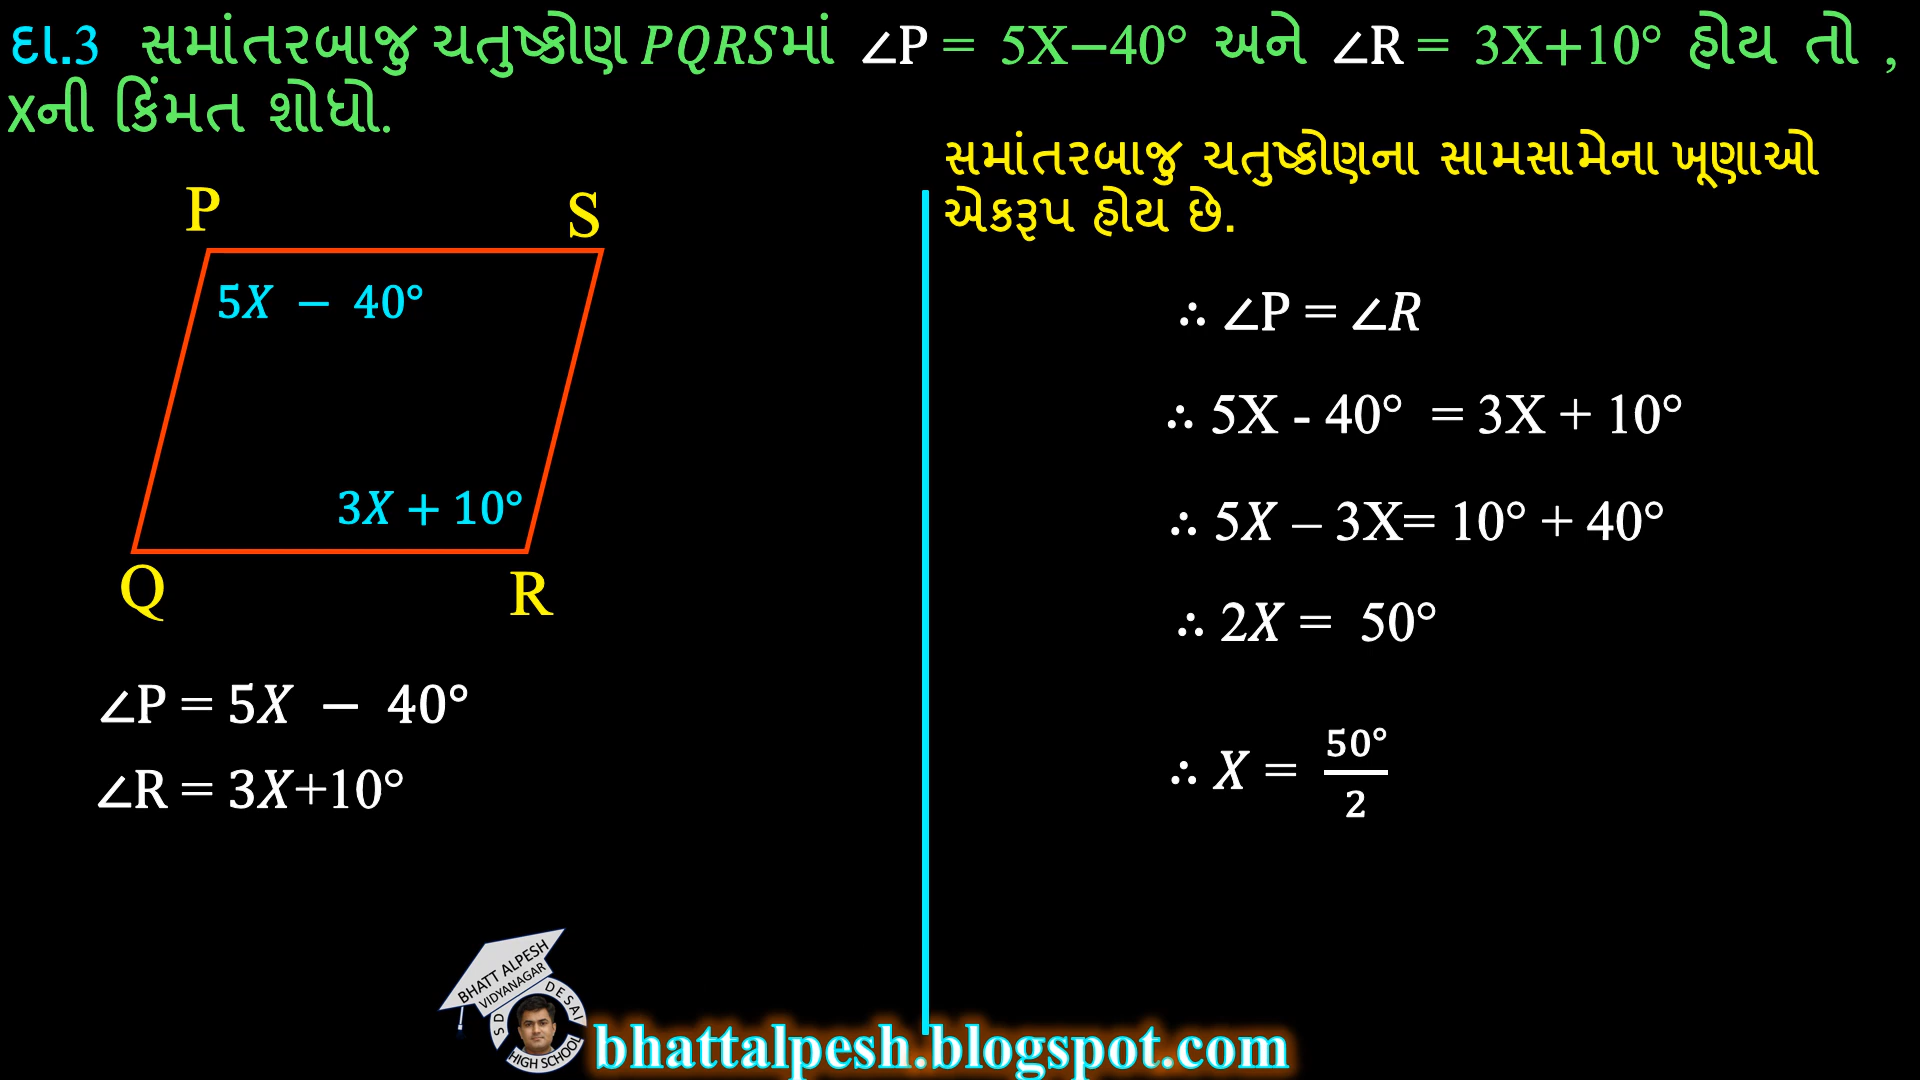 દા.3 સમાંતરબાજુ ચતુષ્કોણ PQRSમાં ∠P = 5X−40° અને ∠R = 3X+10° હોય તો ,
Xની કિંમત શોધો.
P
S
5X − 40°
3X + 10°
Q
R
∠P = 5X − 40°
∠R = 3X+10°
સમાંતરબાજુ ચતુષ્કોણના સામસામેના ખૂણાઓ
એકરૂપ હોય છે.
∴ ∠P = ∠R
∴ 5X - 40° = 3X + 10°
∴ 5X – 3X= 10° + 40°
∴ 2X = 50°
∴ X = 50°/2
BHATT ALPESH
VIDYANAGAR
SD DESAI
HIGH SCHOOL
bhattalpesh.blogspot.com